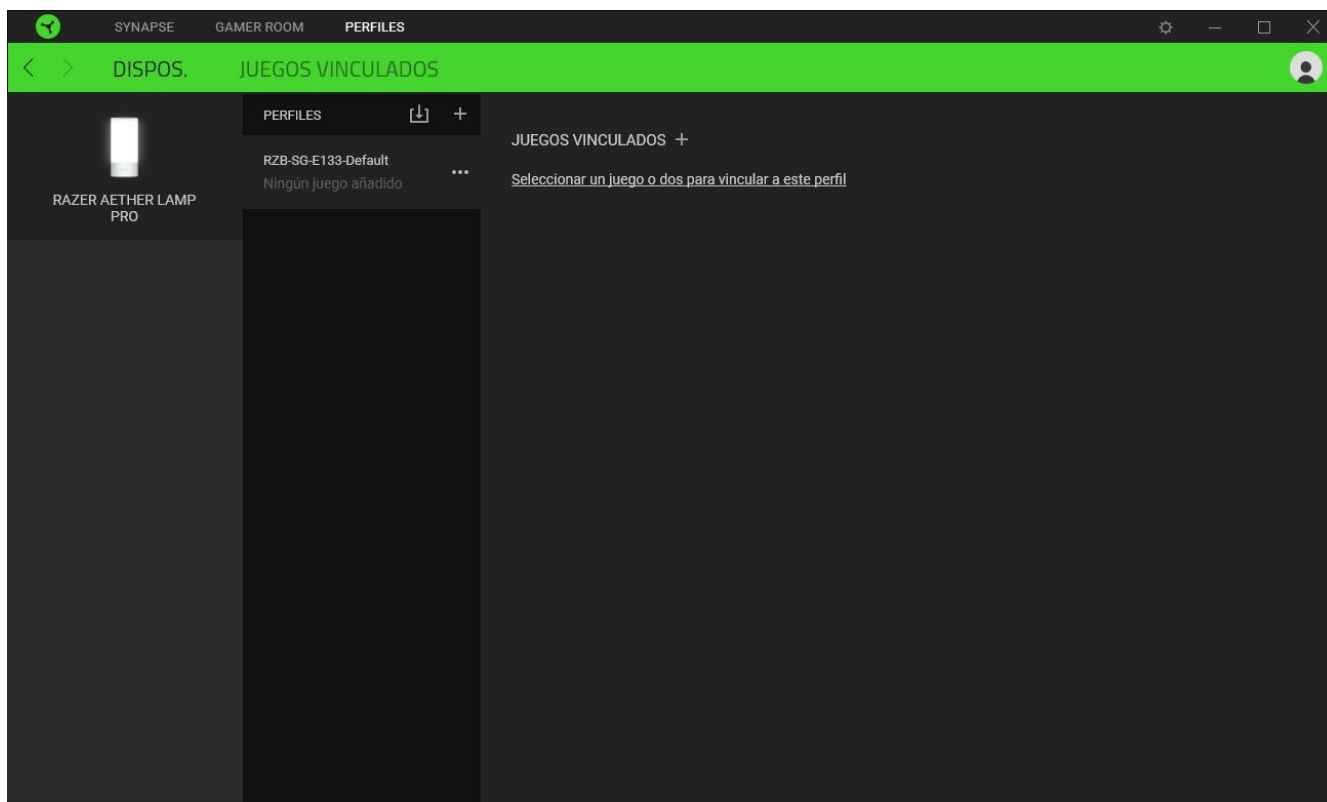 SYNAPSE GAMER ROOM PERFILES
DISPOS. JUEGOS VINCULADOS
RAZER AETHER LAMP
PRO
PERFILES
RZB-SG-E133-Default
Ningún juego añadido
JUEGOS VINCULADOS
Seleccionar un juego o dos para vincular a este perfil